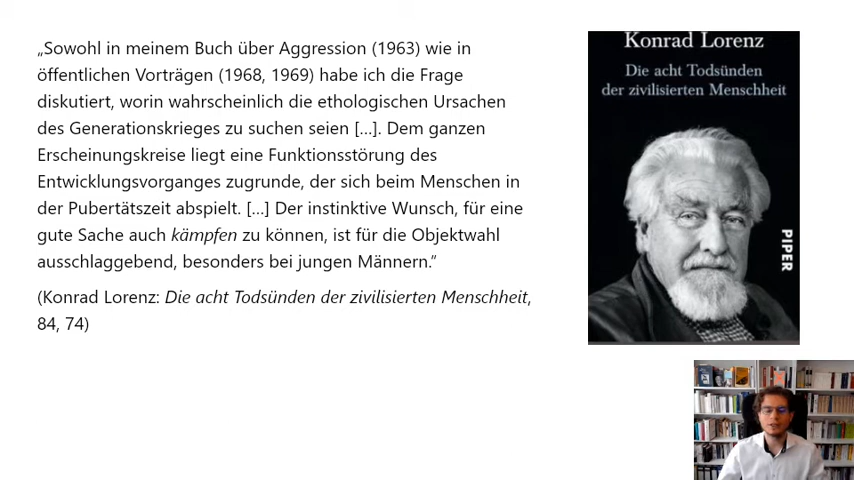 „Sowohl in meinem Buch über Aggression (1963) wie in
öffentlichen Vorträgen (1968, 1969) habe ich die Frage
diskutiert, worin wahrscheinlich die ethologischen Ursachen
des Generationskrieges zu suchen seien [...]. Dem ganzen
Erscheinungskreise liegt eine Funktionsstörung des
Entwicklungsvorganges zugrunde, der sich beim Menschen in
der Pubertätszeit abspielt. [...] Der instinktive Wunsch, für eine
gute Sache auch kämpfen zu können, ist für die Objektwahl
ausschlaggebend, besonders bei jungen Männern.“
(Konrad Lorenz: Die acht Todsünden der zivilisierten Menschheit,
84, 74)
Konrad Lorenz
Die acht Todsünden
der zivilisierten Menschheit
PIPER